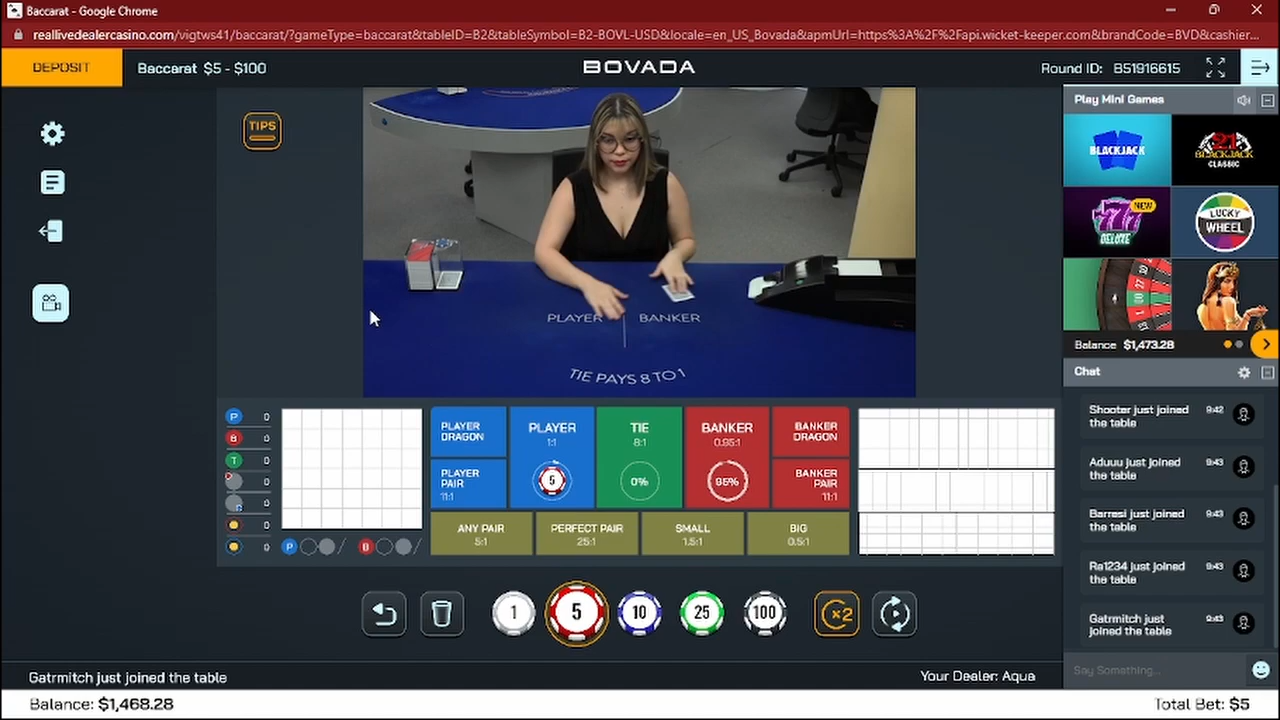 Baccarat - Google Chrome
reallivedealercasino.com/vigtws41/baccarat/?gameType=baccarat&tableID=B2&tableSymbol=B2-BOVL-USD&locale=en_US_Bovada&apmUrl=https%3A%2F%2Fapi.wicket-keeper.com&brandCode=BVD&cashier...
DEPOSIT
Baccarat $5 - $100
BOVADA
Round ID: B51916615
TIPS
Play Mini Games
BLACKJACK
21
BLACKJACK
CLASSIC
777
NEW
DELUXE
LUCKY
WHEEL
PLAYER
BANKER
TIE PAYS 8 TO 1
Balance $1,473.28
Chat
Shooter just joined
the table
9:42
Aduuu just joined
the table
9:43
Barresi just joined
the table
9:43
Ra1234 just joined
the table
9:43
Gatrmitch just
joined the table
9:43
Say Something...
P 0
B 0
T 0
0
0
0
0
P /
B /
PLAYER
DRAGON
PLAYER
1:1
5
TIE
8:1
0%
BANKER
0.95:1
95%
BANKER
DRAGON
PLAYER
PAIR
11:1
BANKER
PAIR
11:1
ANY PAIR
5:1
PERFECT PAIR
25:1
SMALL
1.5:1
BIG
0.5:1
1
5
10
25
100
x2
Gatrmitch just joined the table
Your Dealer: Aqua
Balance: $1,468.28
Total Bet: $5